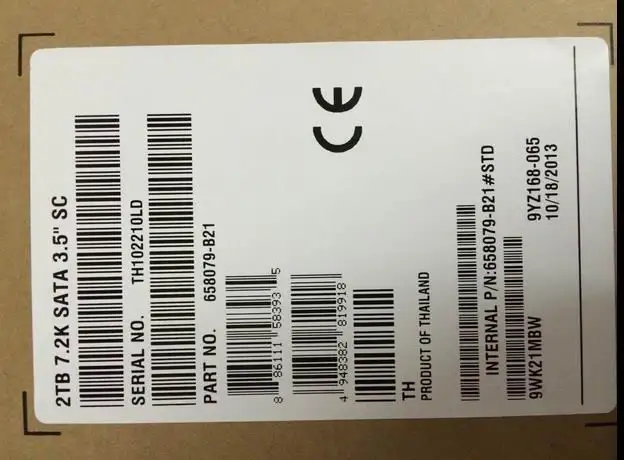 2TB 7.2K SATA 3.5" SC
SERIAL NO. TH102210LD
PART NO. 658079-B21
8 86111 58393 5
4 948382 819918
TH
PRODUCT OF THAILAND
CE
INTERNAL P/N:658079-B21#STD
9WK21MBW
9YZ168-065
10/18/2013